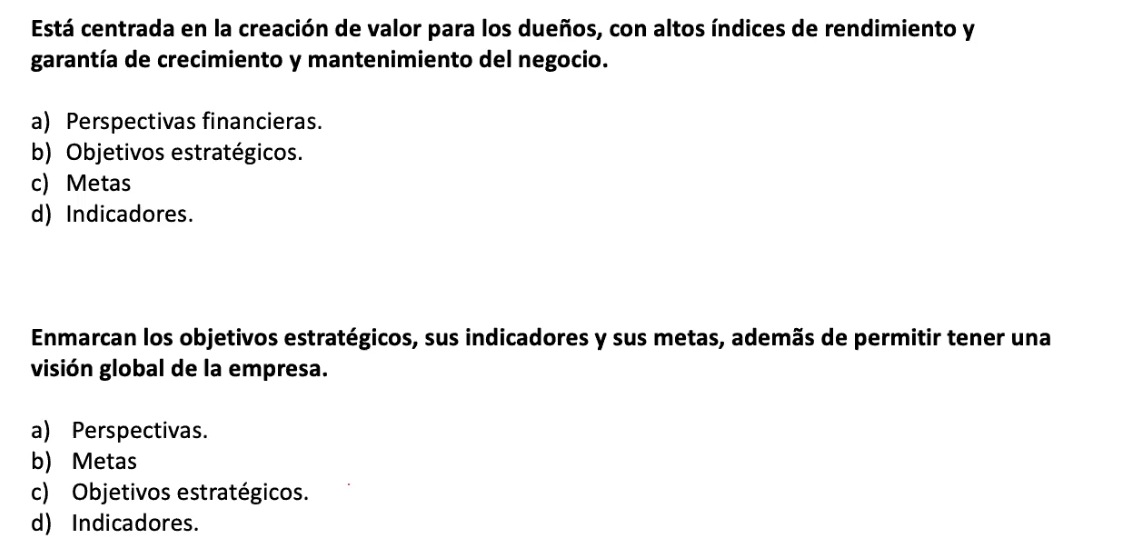 Está centrada en la creación de valor para los dueños, con altos índices de rendimiento y
garantía de crecimiento y mantenimiento del negocio.
a) Perspectivas financieras.
b) Objetivos estratégicos.
c) Metas
d) Indicadores.
Enmarcan los objetivos estratégicos, sus indicadores y sus metas, ademãs de permitir tener una
visión global de la empresa.
a) Perspectivas.
b) Metas
c) Objetivos estratégicos.
d) Indicadores.